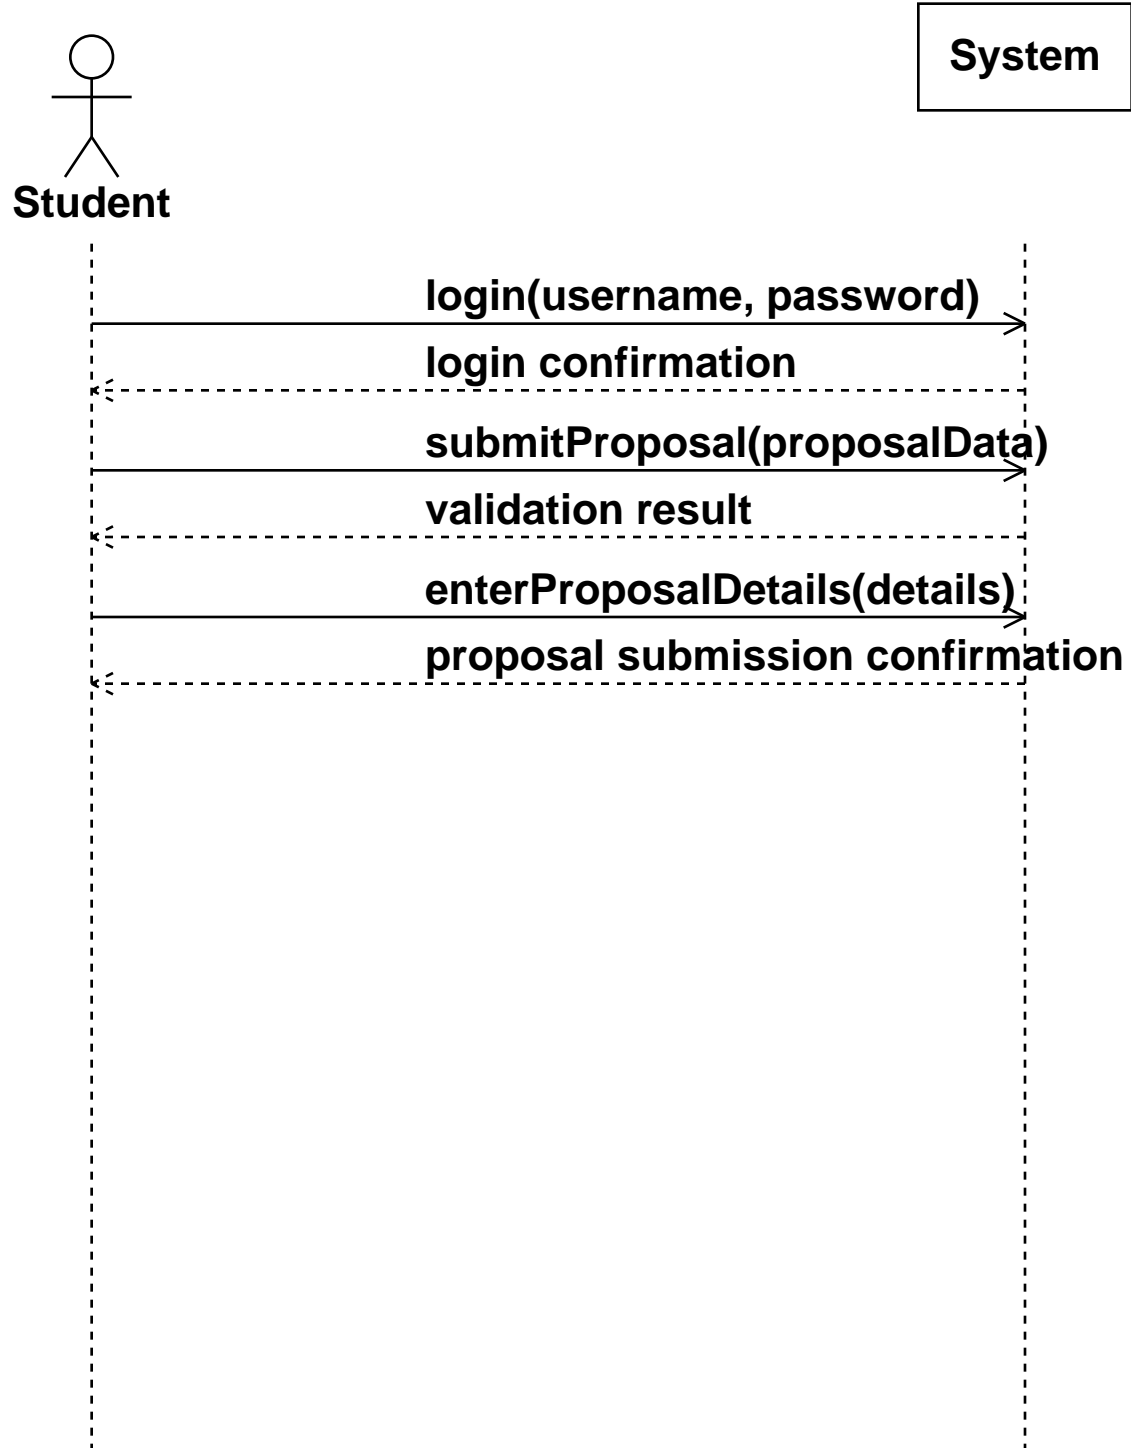 System
Student
login(username, password)
login confirmation
submitProposal(proposalData)
validation result
enterProposalDetails(details)
proposal submission confirmation